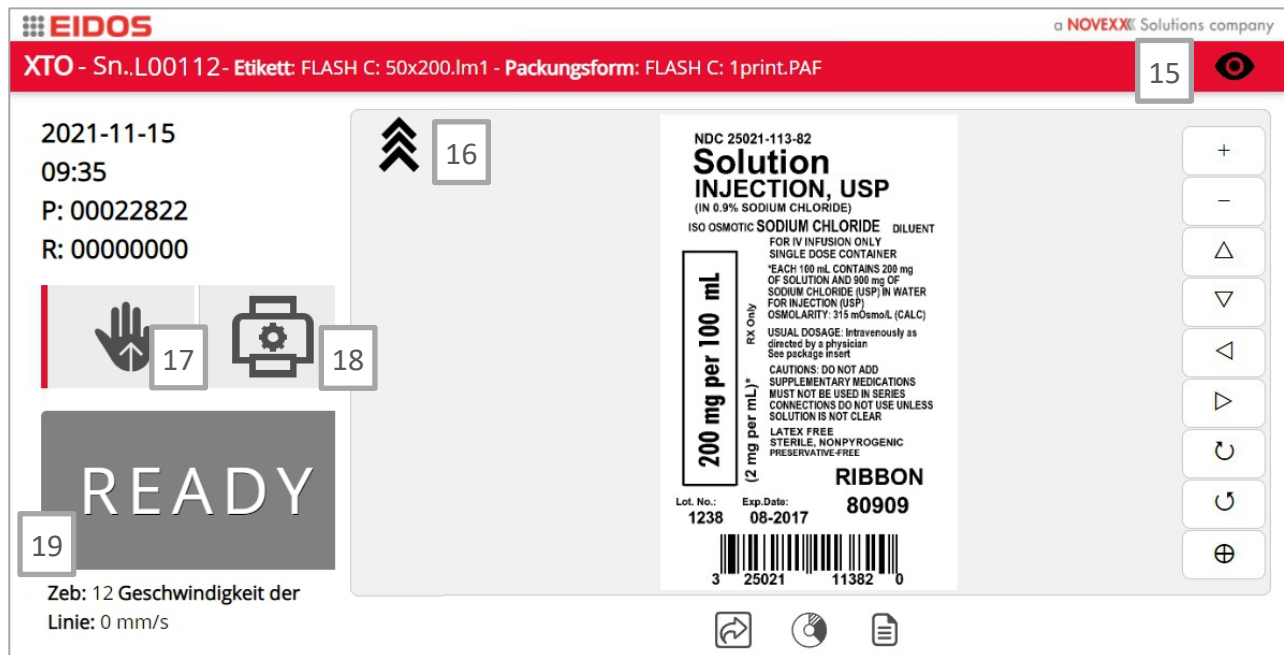 EIDOS
a NOVEXX Solutions company
XTO - Sn..L00112- Etikett: FLASH C: 50x200.lm1 - Packungsform: FLASH C: 1print.PAF
15
2021-11-15
09:35
P: 00022822
R: 00000000
17
18
READY
19
Zeb: 12 Geschwindigkeit der
Linie: 0 mm/s
16
NDC 25021-113-82
Solution
INJECTION, USP
(IN 0.9% SODIUM CHLORIDE)
ISO OSMOTIC SODIUM CHLORIDE DILUENT
FOR IV INFUSION ONLY
SINGLE DOSE CONTAINER
*EACH 100 mL CONTAINS 200 mg
OF SOLUTION AND 900 mg OF
SODIUM CHLORIDE (USP) IN WATER
FOR INJECTION (USP)
OSMOLARITY: 315 mOsmo/L (CALC)
USUAL DOSAGE: Intravenously as
directed by a physician
See package insert
CAUTIONS: DO NOT ADD
SUPPLEMENTARY MEDICATIONS
MUST NOT BE USED IN SERIES
CONNECTIONS DO NOT USE UNLESS
SOLUTION IS NOT CLEAR
LATEX FREE
STERILE, NONPYROGENIC
PRESERVATIVE-FREE
200 mg per 100 mL
(2 mg per mL)*
RX Only
RIBBON
80909
Lot. No.: Exp.Date:
1238 08-2017
3 25021 11382 0
+
−